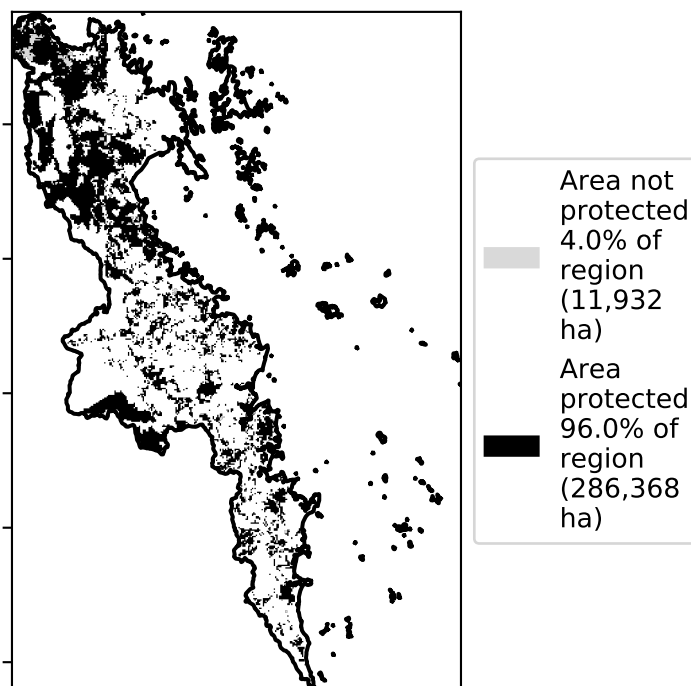 Area not
protected
4.0% of
region
(11,932
ha)
Area
protected
96.0% of
region
(286,368
ha)